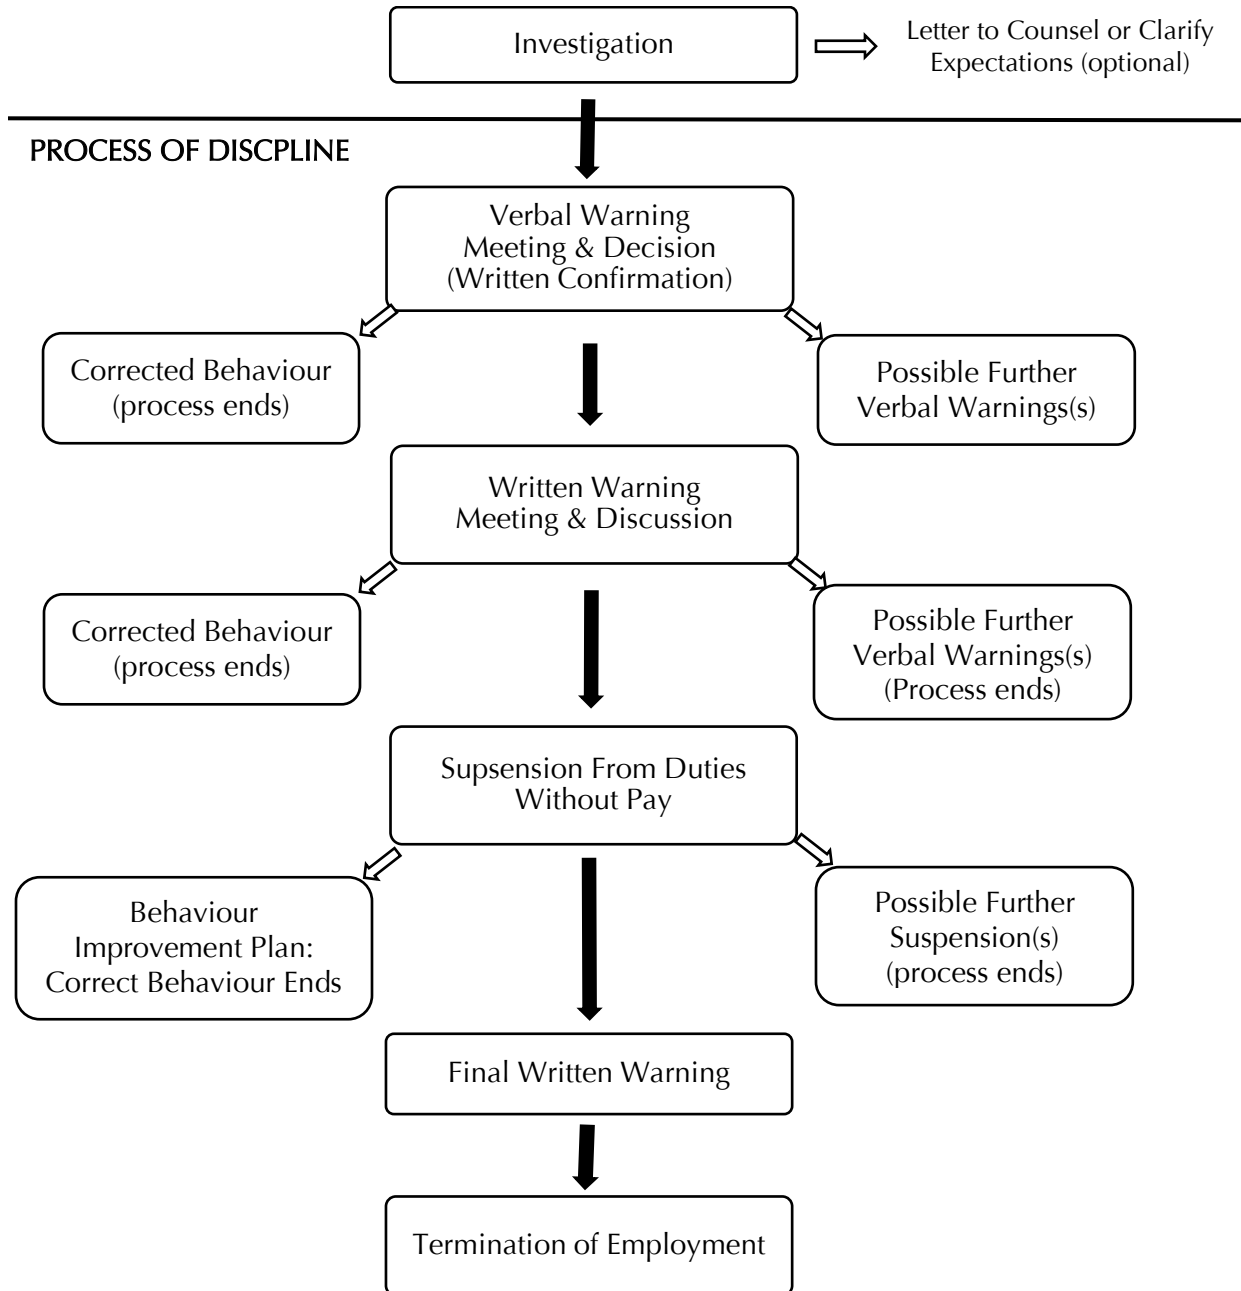 Investigation
Letter to Counsel or Clarify
Expectations (optional)
PROCESS OF DISCPLINE
Verbal Warning
Meeting & Decision
(Written Confirmation)
Corrected Behaviour
(process ends)
Possible Further
Verbal Warnings(s)
Written Warning
Meeting & Discussion
Corrected Behaviour
(process ends)
Possible Further
Verbal Warnings(s)
(Process ends)
Supsension From Duties
Without Pay
Behaviour
Improvement Plan:
Correct Behaviour Ends
Possible Further
Suspension(s)
(process ends)
Final Written Warning
Termination of Employment